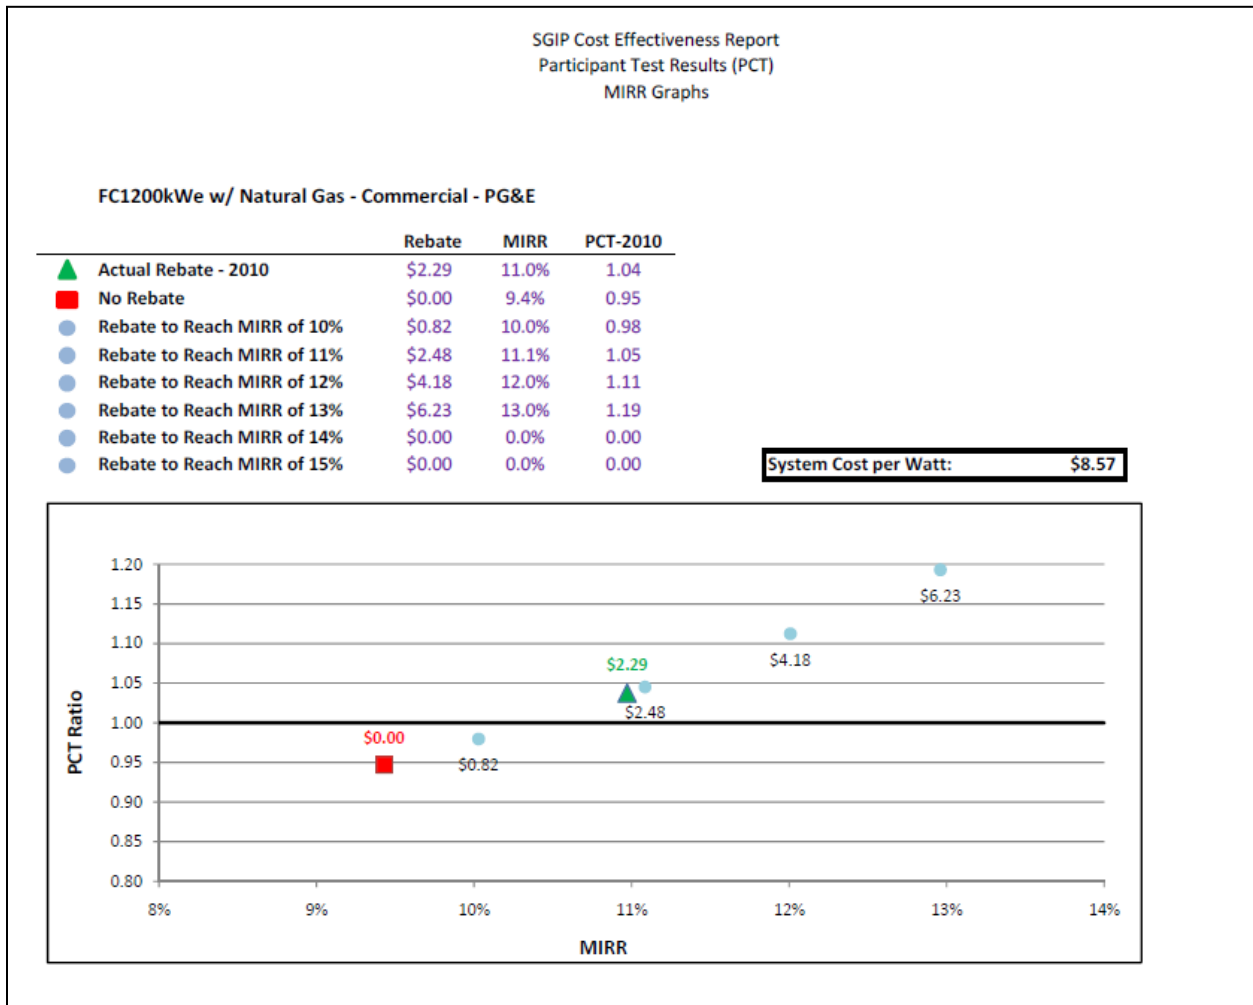 SGIP Cost Effectiveness Report
Participant Test Results (PCT)
MIRR Graphs
FC1200kWe w/ Natural Gas - Commercial - PG&E
Rebate MIRR PCT-2010
Actual Rebate - 2010 $2.29 11.0% 1.04
No Rebate $0.00 9.4% 0.95
Rebate to Reach MIRR of 10% $0.82 10.0% 0.98
Rebate to Reach MIRR of 11% $2.48 11.1% 1.05
Rebate to Reach MIRR of 12% $4.18 12.0% 1.11
Rebate to Reach MIRR of 13% $6.23 13.0% 1.19
Rebate to Reach MIRR of 14% $0.00 0.0% 0.00
Rebate to Reach MIRR of 15% $0.00 0.0% 0.00
System Cost per Watt: $8.57
1.20
$6.23
1.15
1.10
$4.18
$2.29
1.05
$2.48
1.00
$0.00
0.95
$0.82
0.90
0.85
0.80
PCT Ratio
8% 9% 10% 11% 12% 13% 14%
MIRR